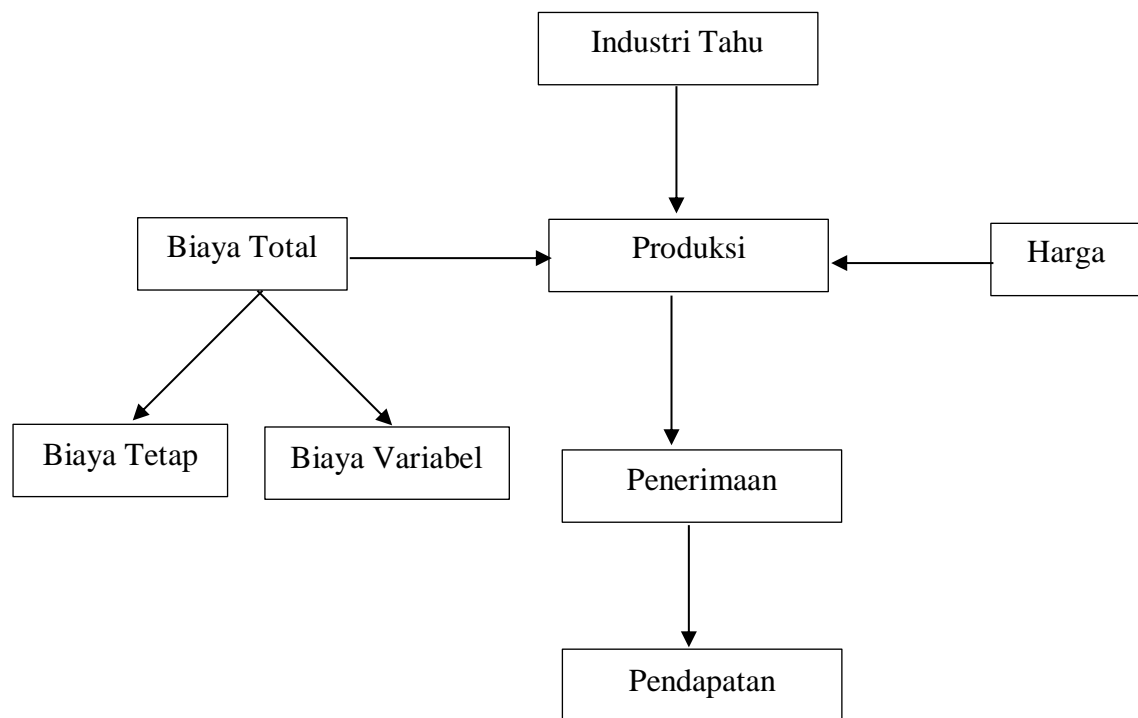 Industri Tahu
Biaya Total
Produksi
Harga
Biaya Tetap
Biaya Variabel
Penerimaan
Pendapatan